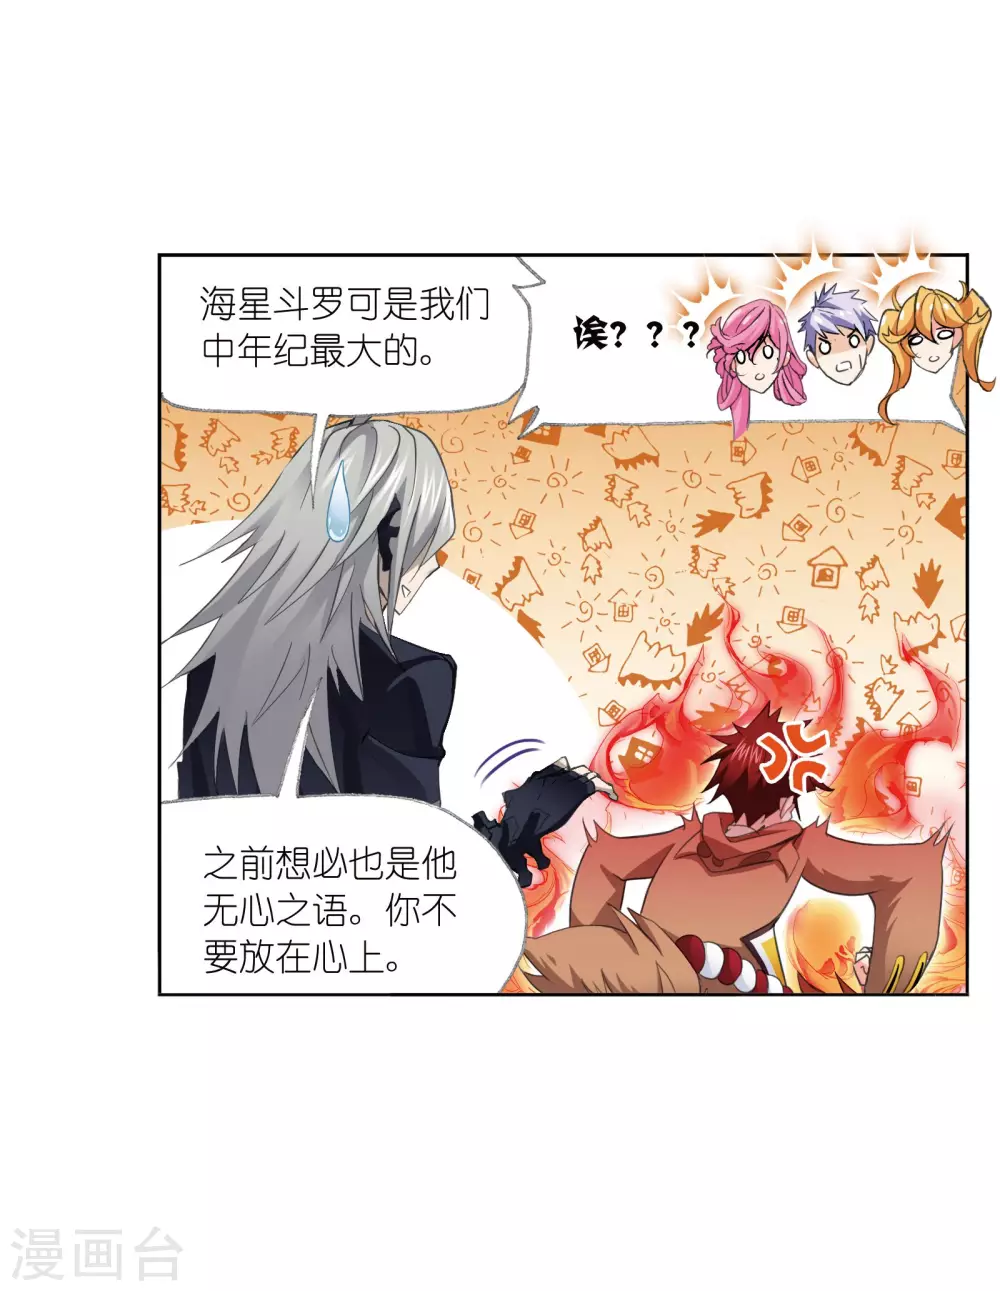 海星斗罗可是我们
中年纪最大的。
诶？？？
之前想必也是他
无心之语。你不
要放在心上。
漫画台